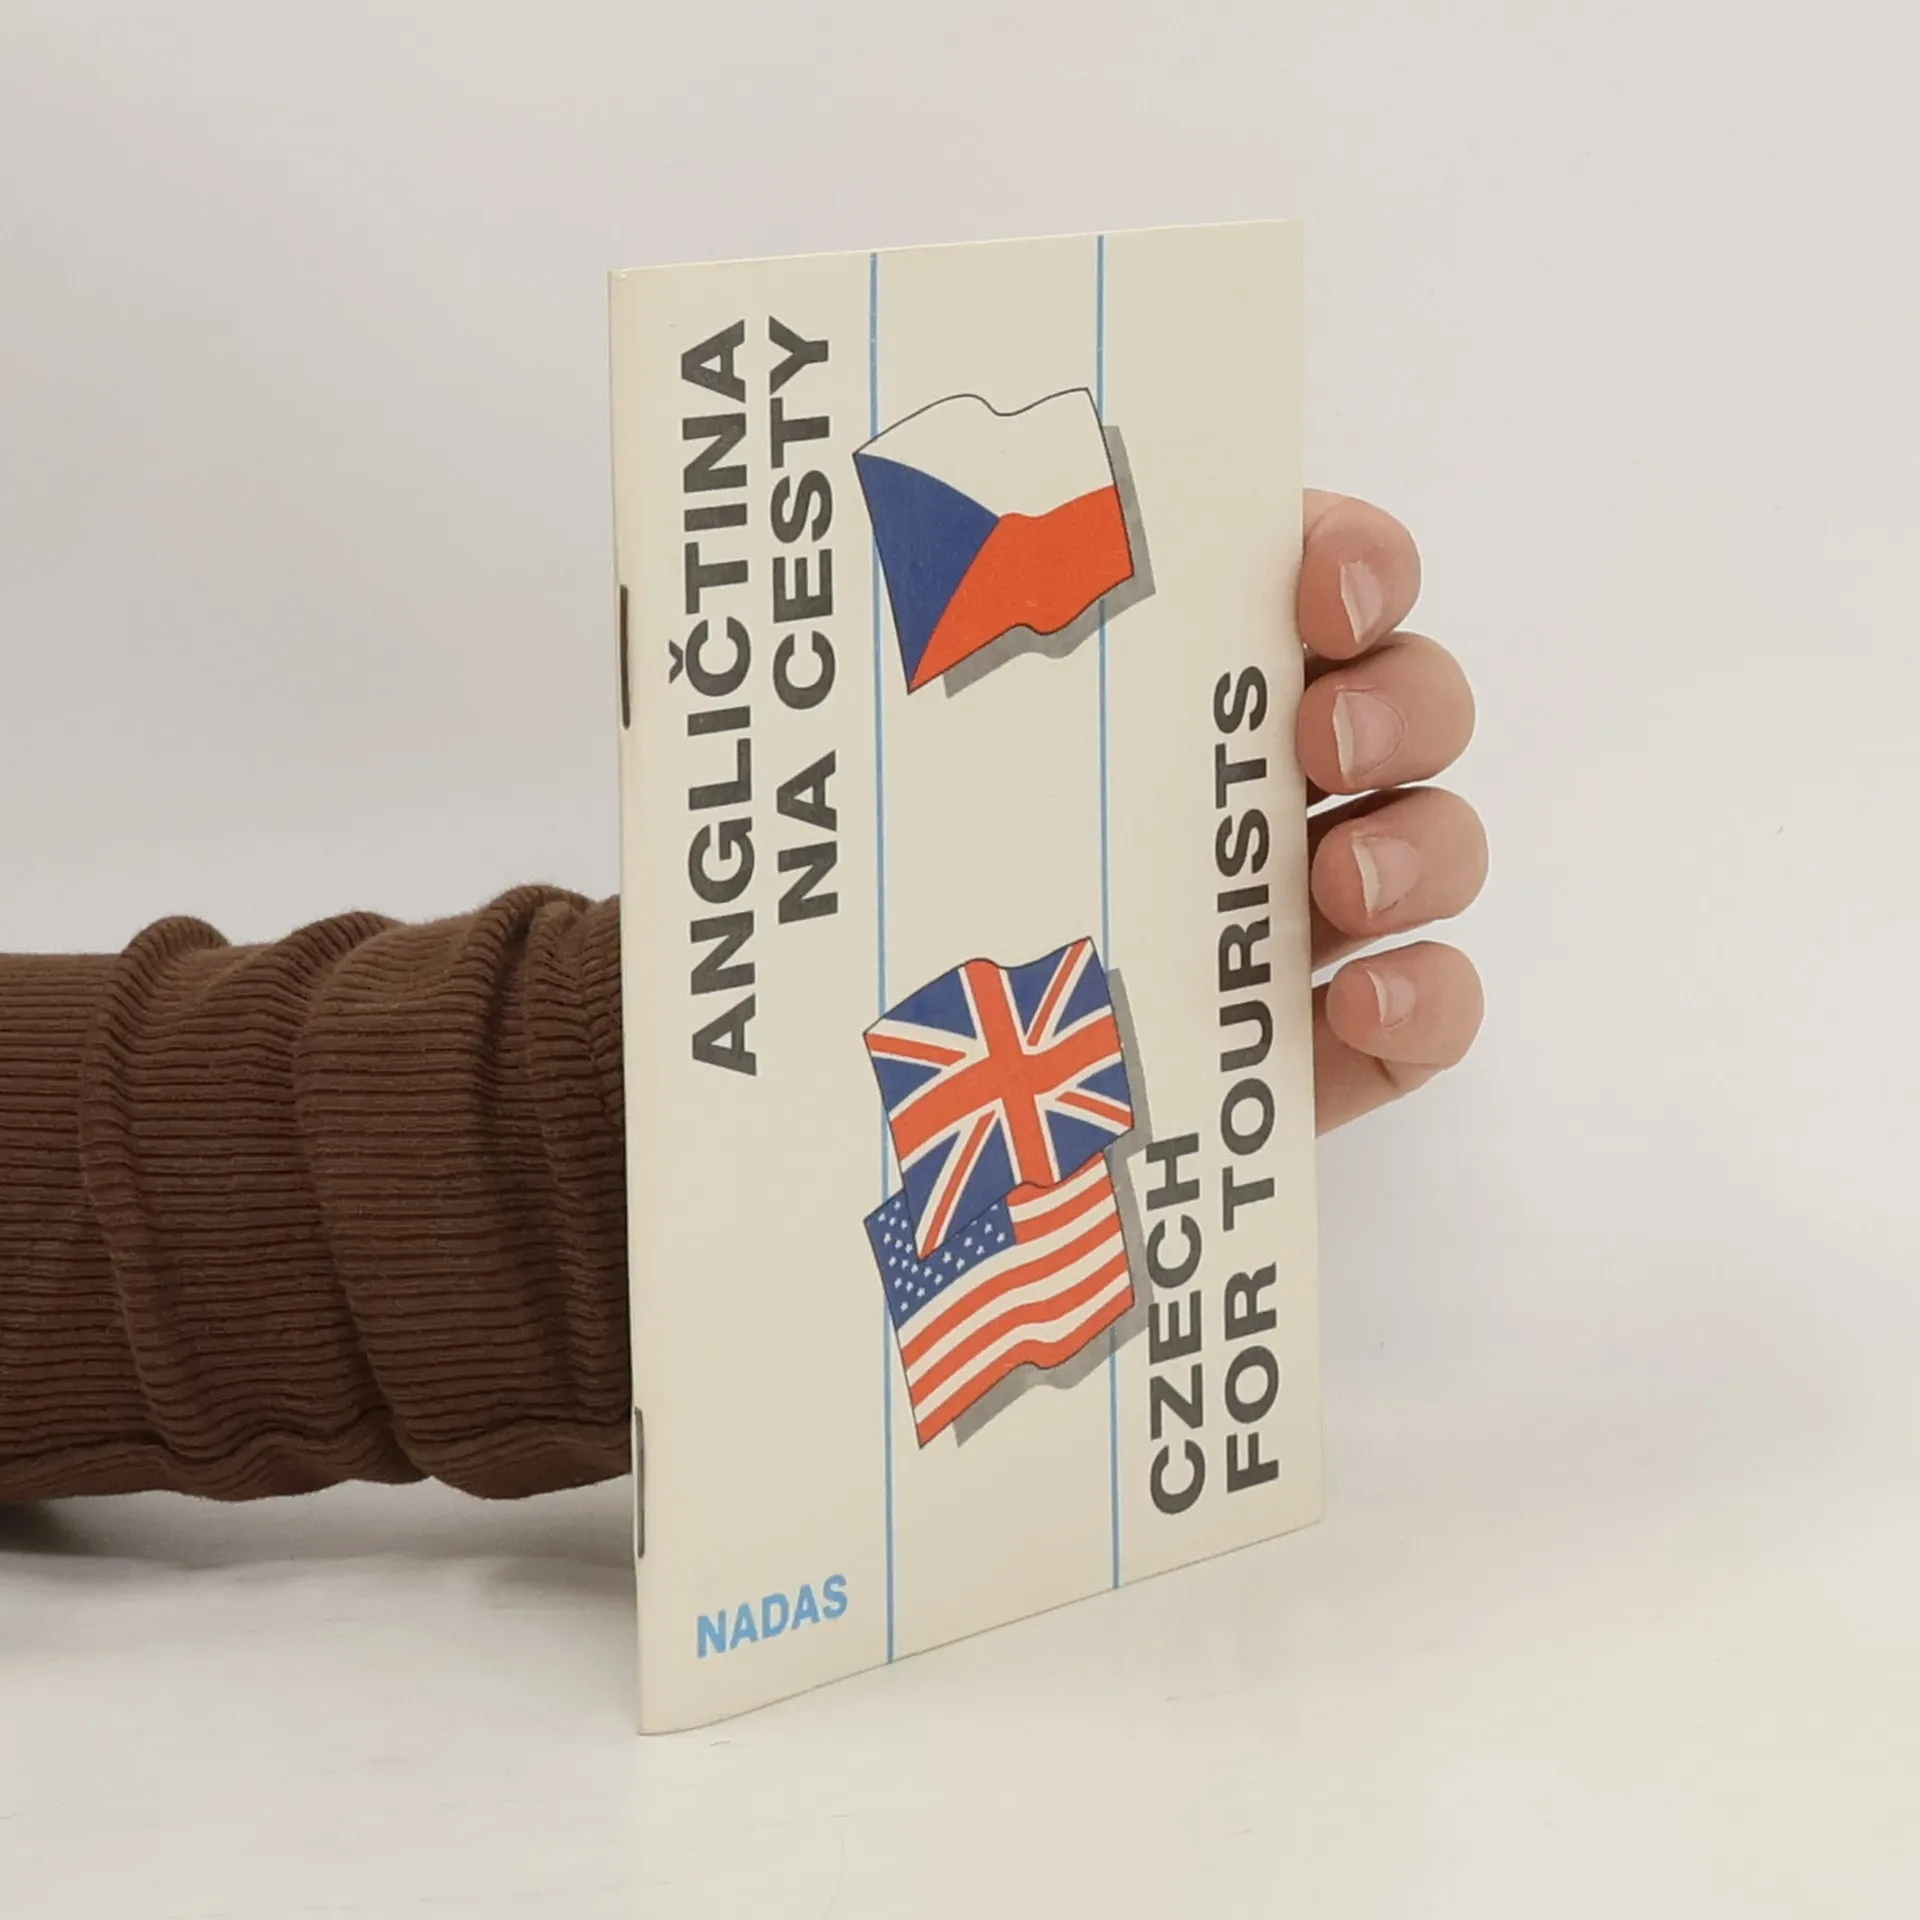 ANGLIČTINA
NA CESTY
CZECH
FOR TOURISTS
NADAS